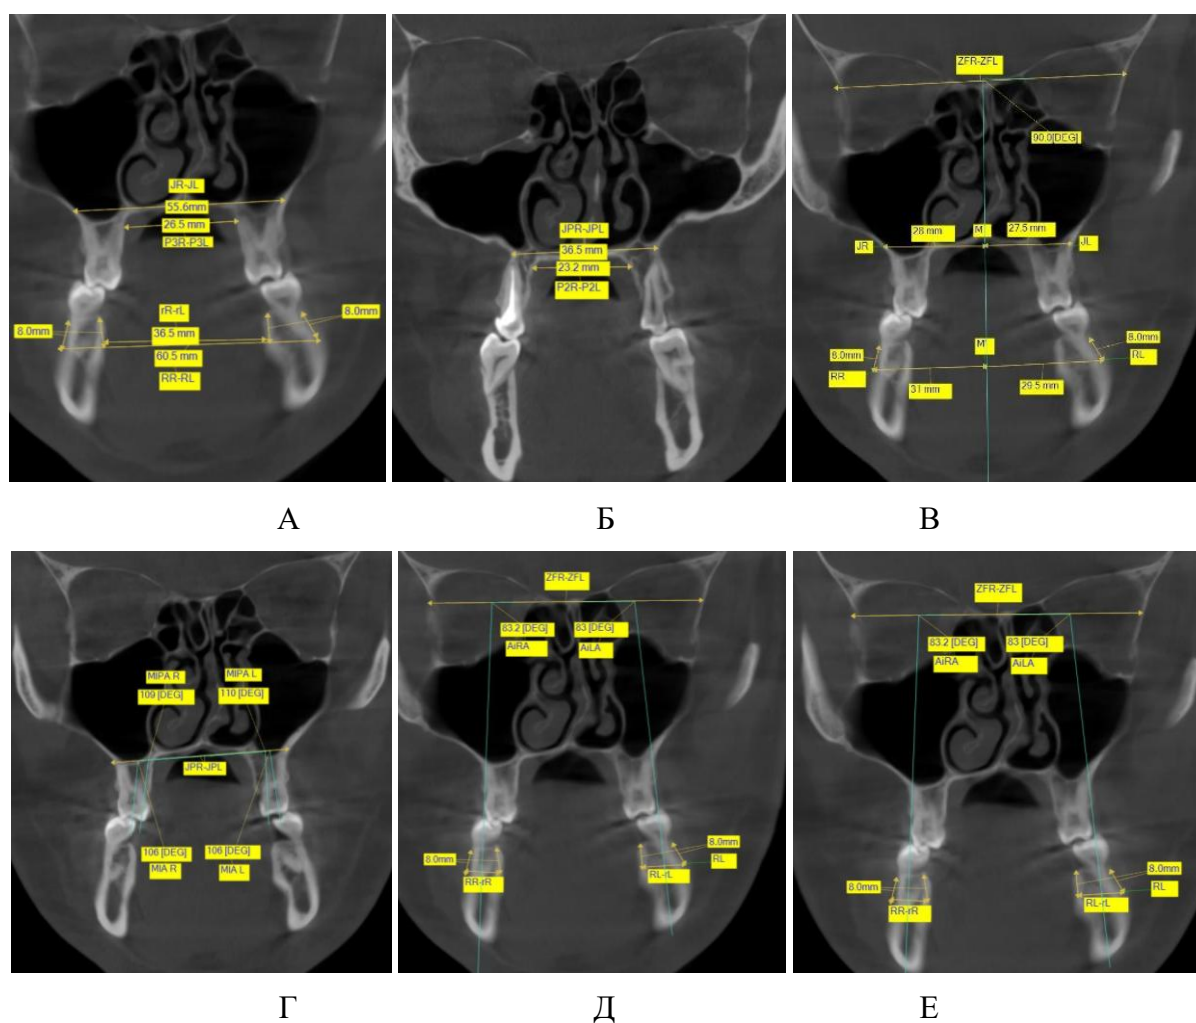 JR-JL
55.6mm
26.5 mm
P3R-P3L
rR-rL
8.0mm
8.0mm
36.5 mm
60.5 mm
RR-RL
JPR-JPL
36.5 mm
23.2 mm
P2R-P2L
ZFR-ZFL
90.0[DEG]
28 mm
M
27.5 mm
JR
JL
M'
8.0mm
8.0mm
RR
RL
31 mm
29.5 mm
А Б В
MIPA R
MIPA L
109 [DEG]
110 [DEG]
JPR-JPL
106 [DEG]
106 [DEG]
MIA R
MIA L
ZFR-ZFL
83.2 [DEG]
83 [DEG]
AiRA
AiLA
8.0mm
8.0mm
RL
RR-rR
RL-rL
ZFR-ZFL
83.2 [DEG]
83 [DEG]
AiRA
AiLA
8.0mm
8.0mm
RL
RR-rR
RL-rL
Г Д Е